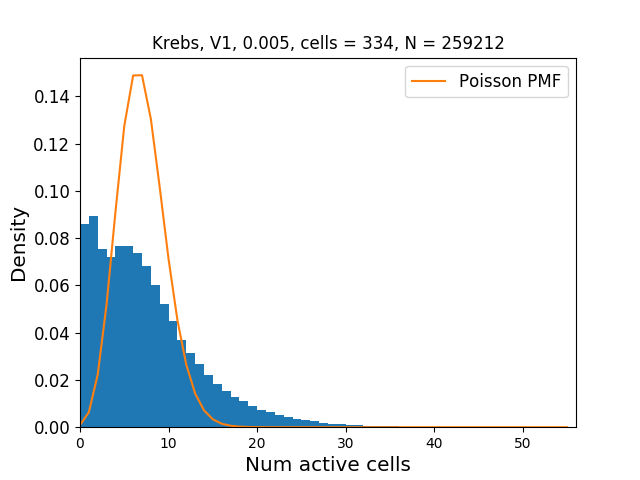 Krebs, V1, 0.005, cells = 334, N = 259212
Poisson PMF
Density
0.14
0.12
0.10
0.08
0.06
0.04
0.02
0.00
0 10 20 30 40 50
Num active cells